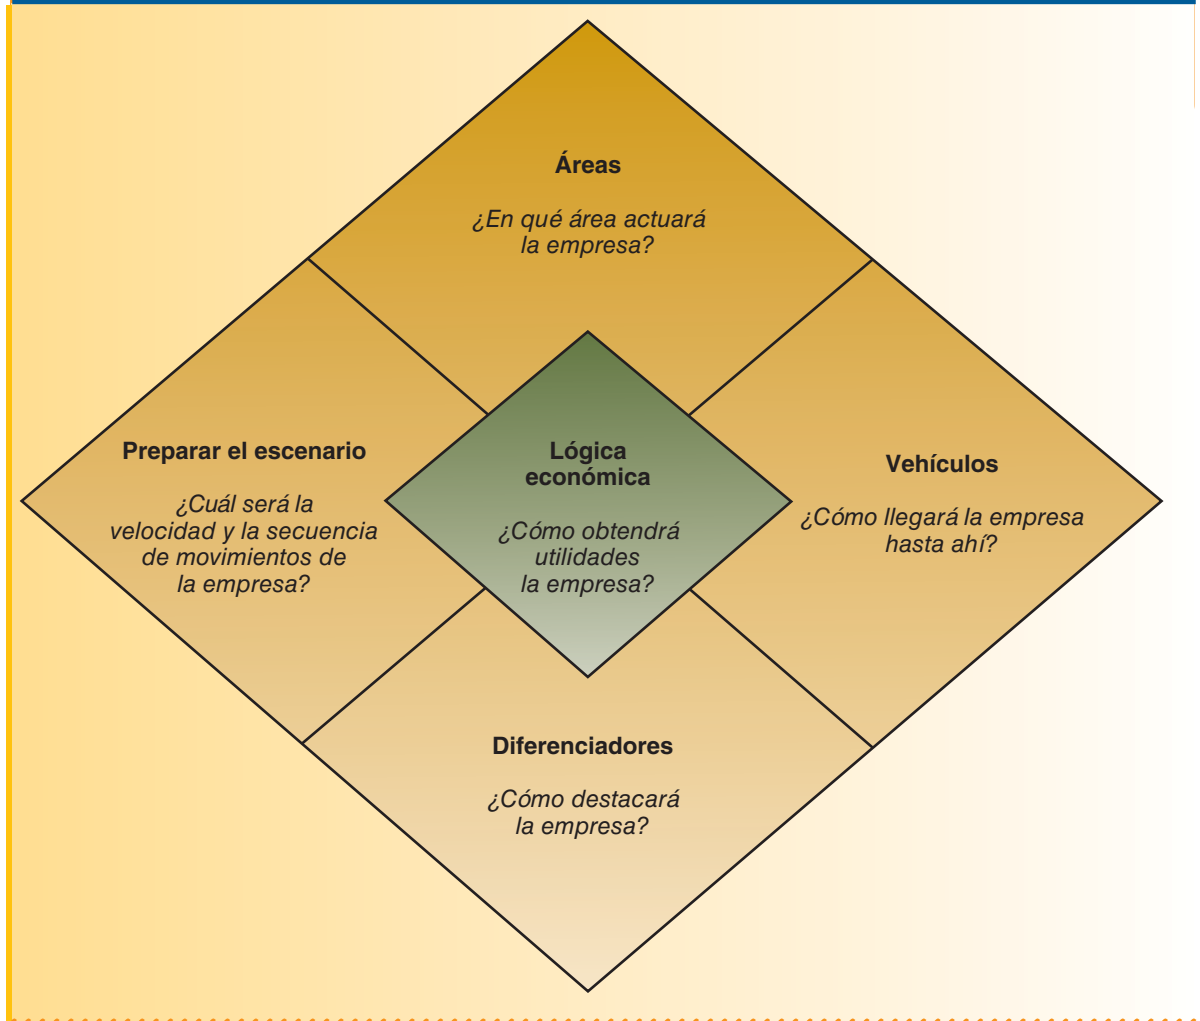 Áreas
¿En qué área actuará
la empresa?
Preparar el escenario
¿Cuál será la
velocidad y la secuencia
de movimientos de
la empresa?
Lógica
económica
¿Cómo obtendrá
utilidades
la empresa?
Vehículos
¿Cómo llegará la empresa
hasta ahí?
Diferenciadores
¿Cómo destacará
la empresa?